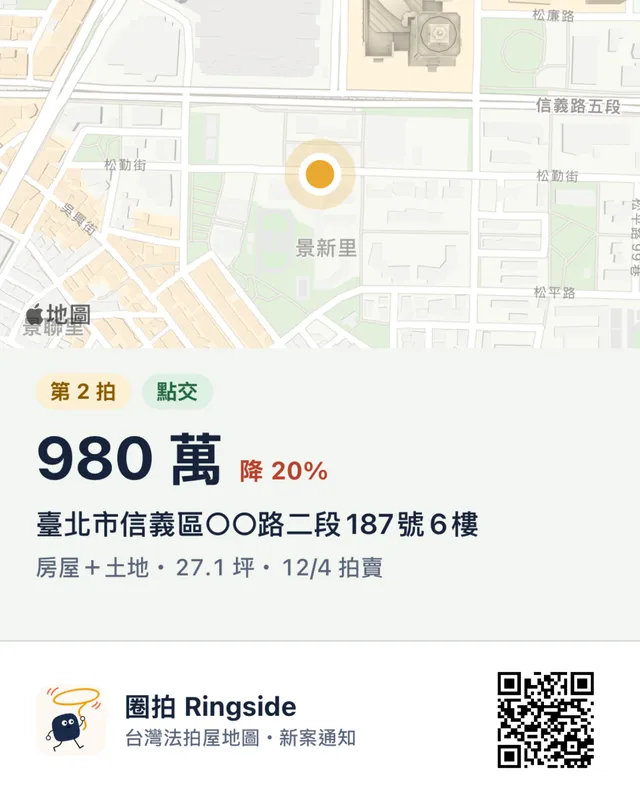 松廉路
信義路五段
松勤街
松勤街
吳興街
景新里
松平路
地圖
景聯里
第 2 拍
點交
980 萬 降 20%
臺北市信義區〇〇路二段187號6樓
房屋＋土地・27.1 坪・12/4 拍賣
圈拍 Ringside
台灣法拍屋地圖・新案通知